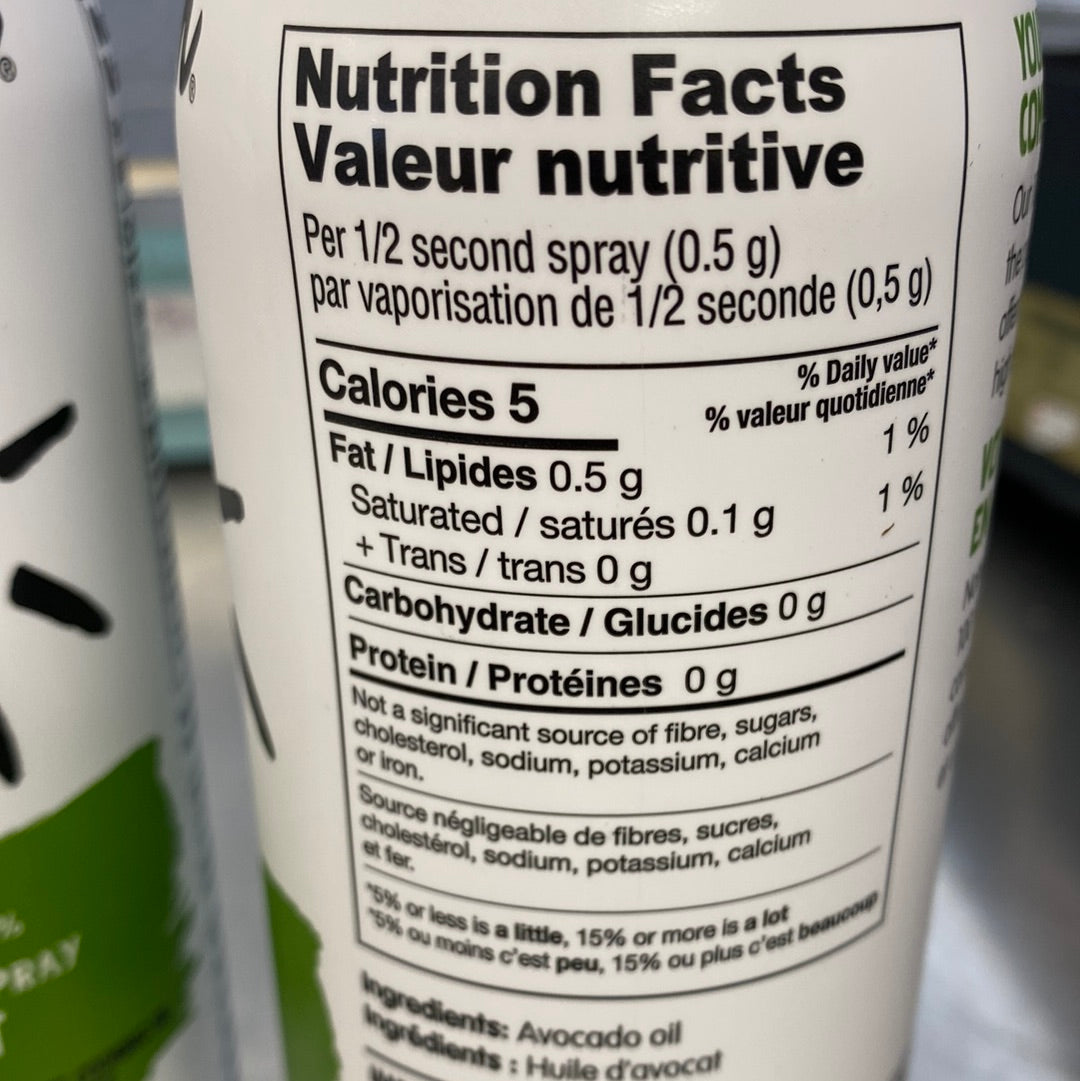 Nutrition Facts
Valeur nutritive
Per 1/2 second spray (0.5 g)
par vaporisation de 1/2 seconde (0,5 g)
% Daily value*
Calories 5
% valeur quotidienne*
Fat / Lipides 0.5 g 1 %
Saturated / saturés 0.1 g 1 %
+ Trans / trans 0 g
Carbohydrate / Glucides 0 g
Protein / Protéines 0 g
Not a significant source of fibre, sugars,
cholesterol, sodium, potassium, calcium
or iron.
Source négligeable de fibres, sucres,
cholestérol, sodium, potassium, calcium
et fer.
*5% or less is a little, 15% or more is a lot
*5% ou moins c'est peu, 15% ou plus c'est beaucoup
Ingredients: Avocado oil
Ingrédients : Huile d'avocat
Our
the